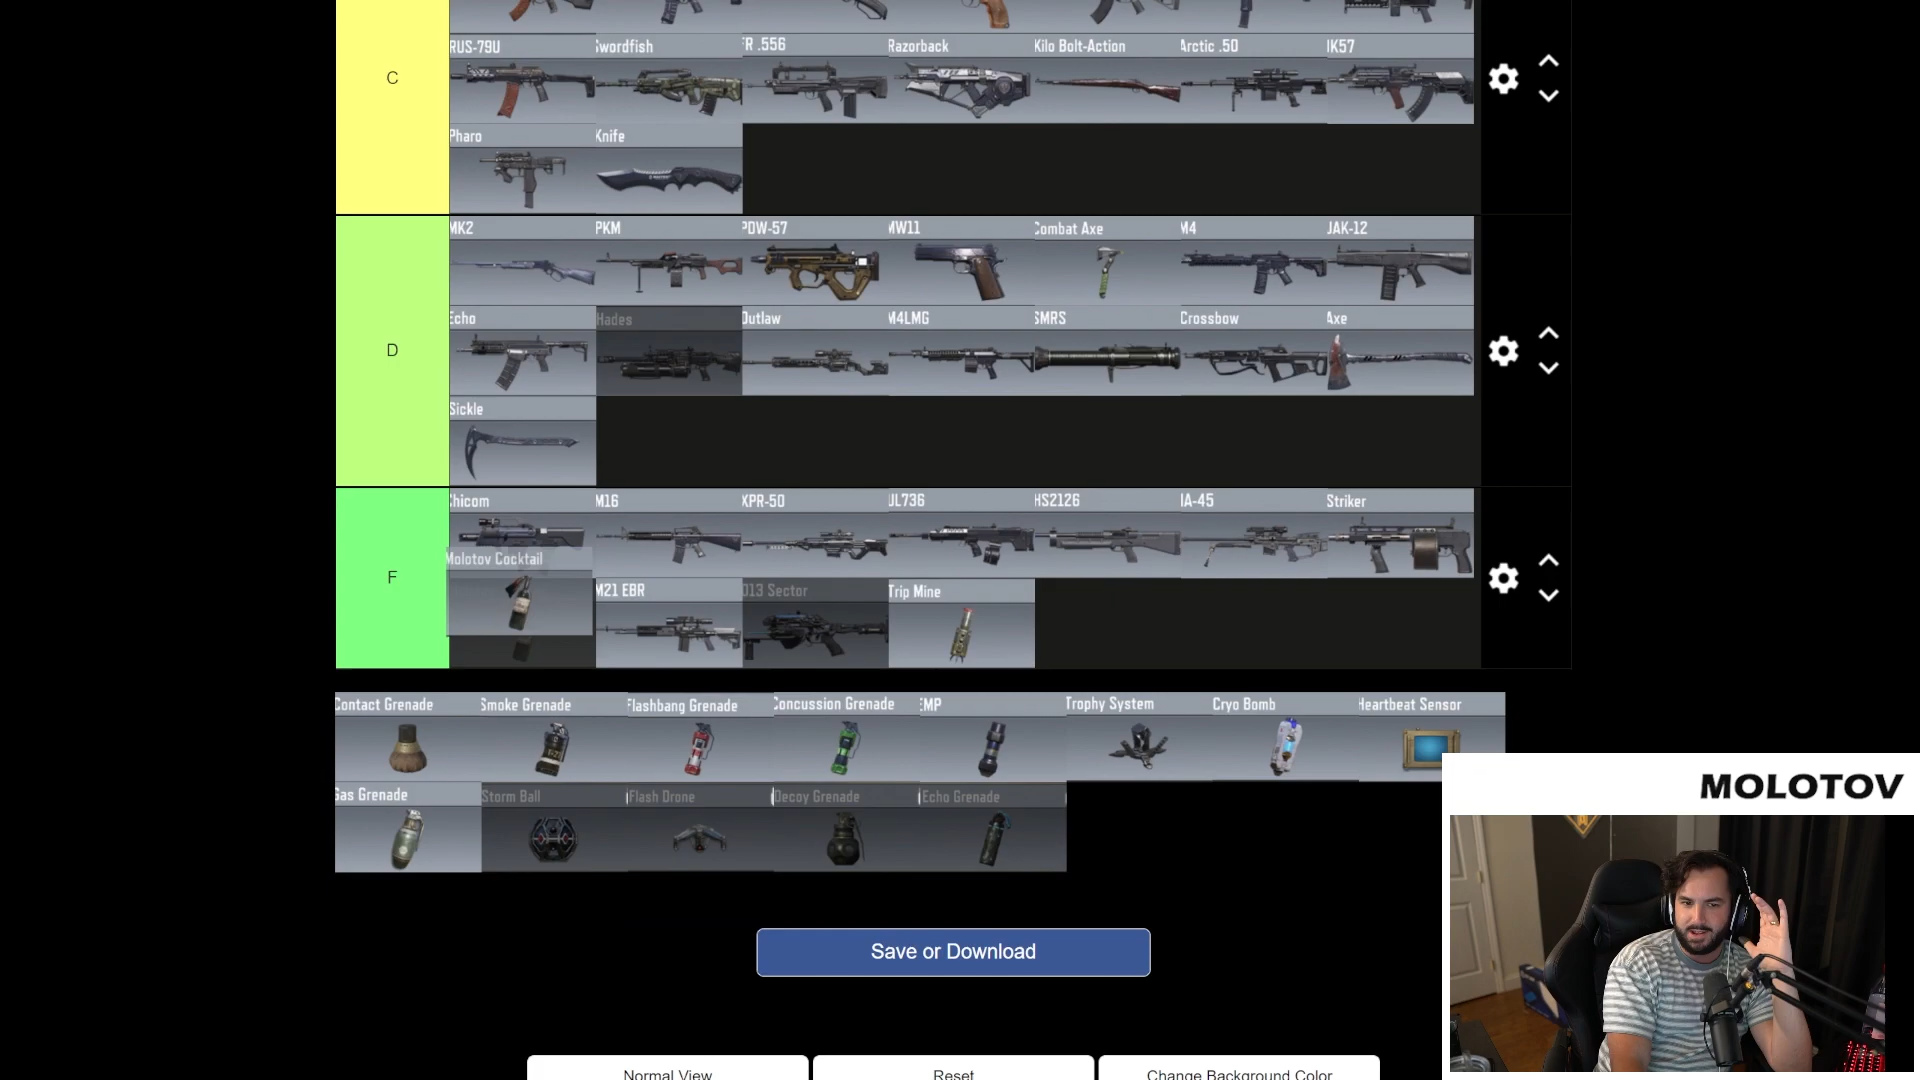 C
RUS-79U Swordfish FR .556 Razorback Kilo Bolt-Action Arctic .50 HK57
Pharo Knife
D
MK2 PKM PDW-57 MW11 Combat Axe M4 JAK-12
Echo Hades Outlaw M4LMG SMRS Crossbow Axe
Sickle
F
Chicom M16 XPR-50 UL736 HS2126 NA-45 Striker
Molotov Cocktail
M21 EBR D13 Sector Trip Mine
Contact Grenade Smoke Grenade Flashbang Grenade Concussion Grenade EMP Trophy System Cryo Bomb Heartbeat Sensor
Gas Grenade Storm Ball Flash Drone Decoy Grenade Echo Grenade
MOLOTOV
Save or Download
Normal View Reset Change Background Color